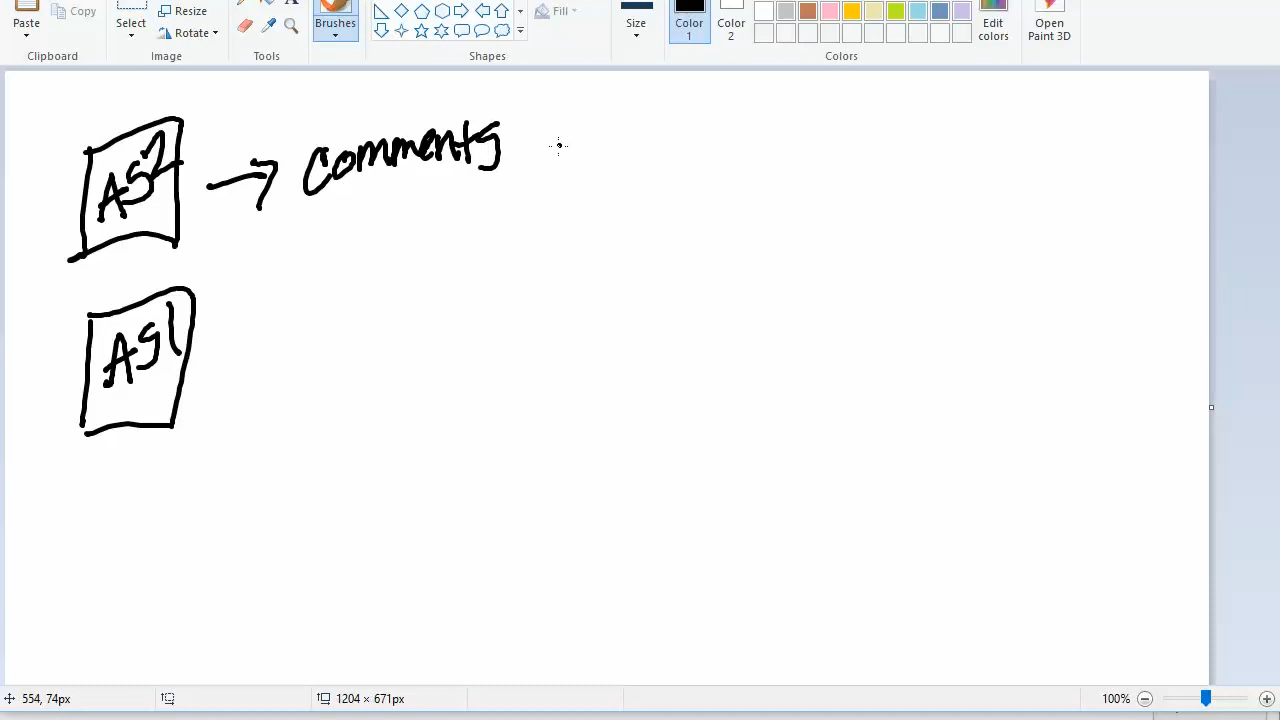 Paste
Copy
Clipboard
Select
Resize
Rotate
Image
A
Tools
Brushes
Fill
Shapes
Size
Color 1
Color 2
Edit colors
Colors
Open Paint 3D
AS2 → comments
AS1
554, 74px
1204 × 671px
100%